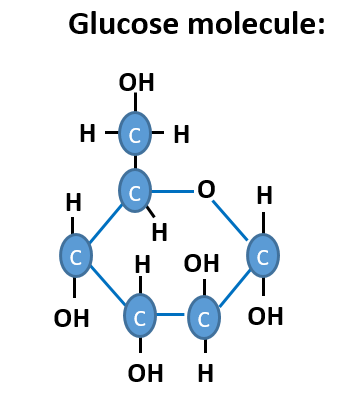 Glucose molecule:
OH
H C H
C O
H H H
C C
H OH
OH C C OH
OH H